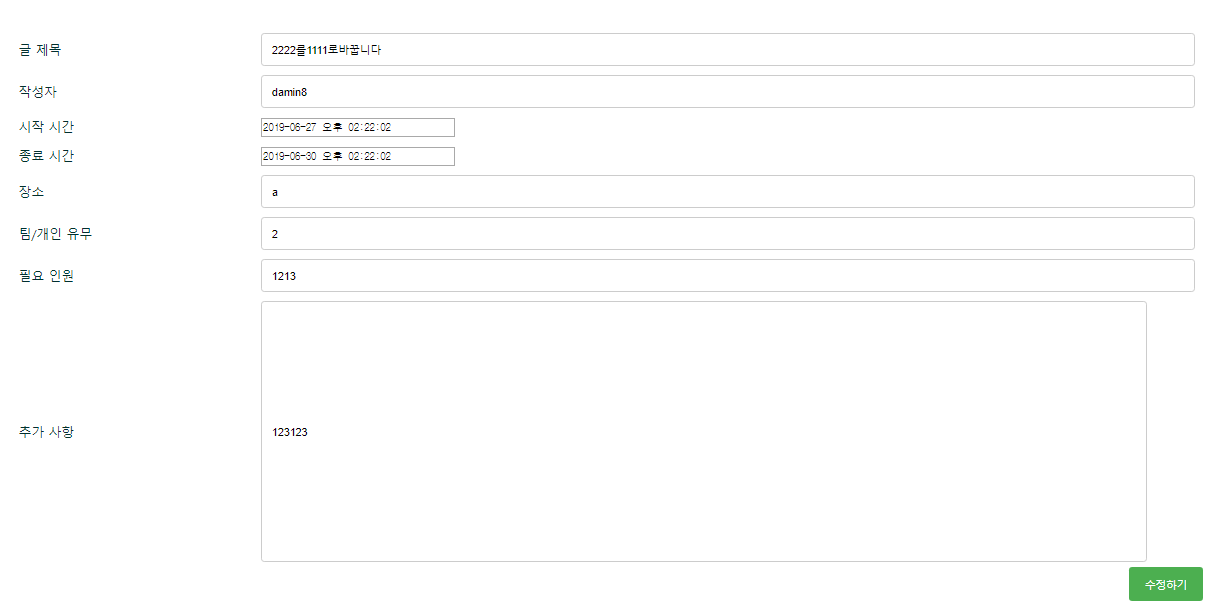 글 제목 2222를1111로바꿉니다
작성자 damin8
시작 시간 2019-06-27 오후 02:22:02
종료 시간 2019-06-30 오후 02:22:02
장소 a
팀/개인 유무 2
필요 인원 1213
추가 사항 123123
수정하기